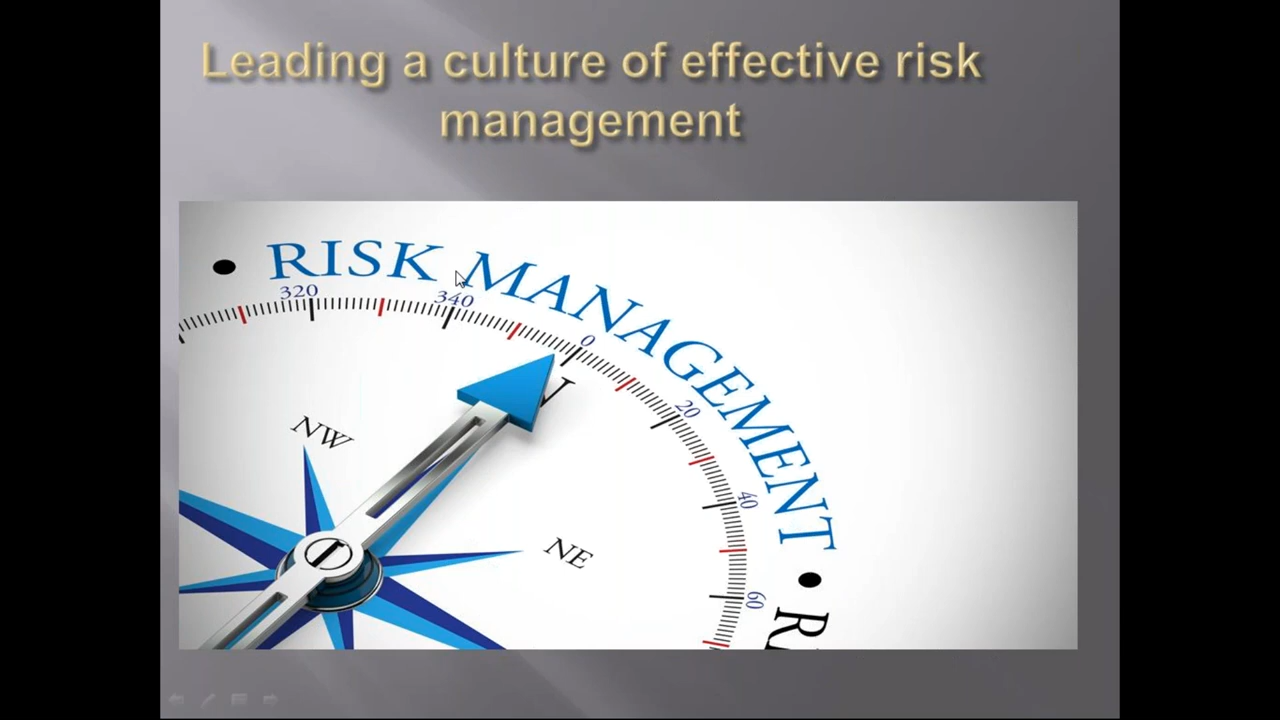 Leading a culture of effective risk
management
RISK MANAGEMENT
320
340
0
20
40
60
NW
NE